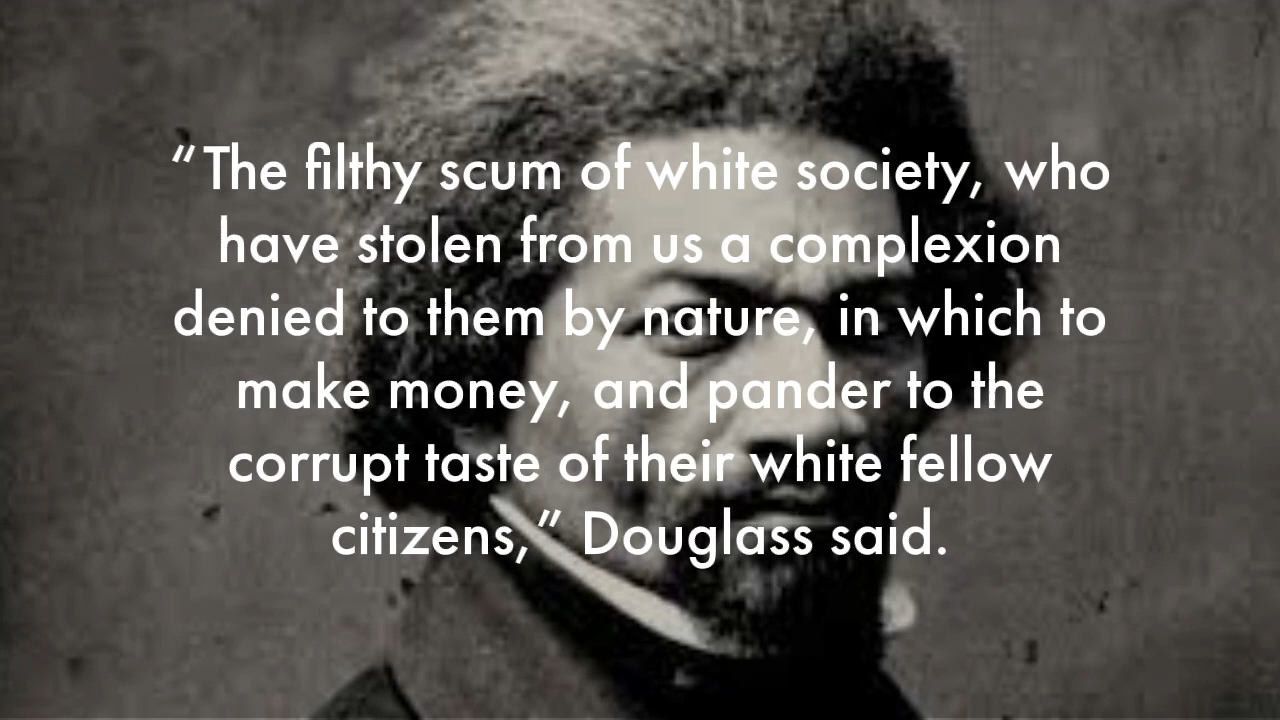 “The filthy scum of white society, who
have stolen from us a complexion
denied to them by nature, in which to
make money, and pander to the
corrupt taste of their white fellow
citizens,” Douglass said.